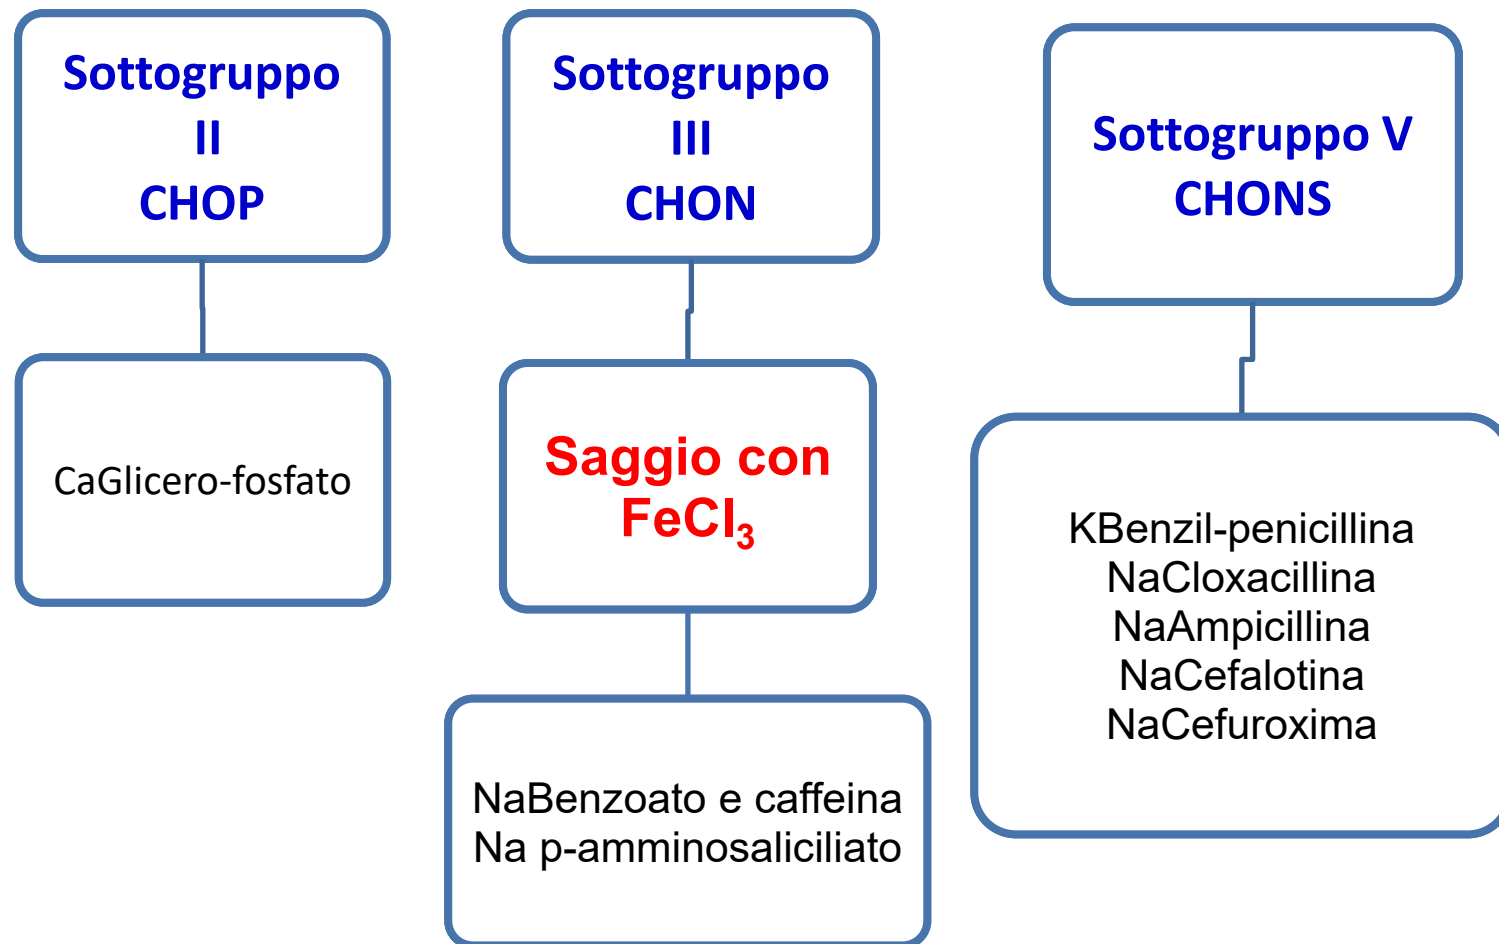 Sottogruppo
II
CHOP
CaGlicero-fosfato
Sottogruppo
III
CHON
Saggio con
FeCl₃
NaBenzoato e caffeina
Na p-amminosaliciliato
Sottogruppo V
CHONS
KBenzil-penicillina
NaCloxacillina
NaAmpicillina
NaCefalotina
NaCefuroxima